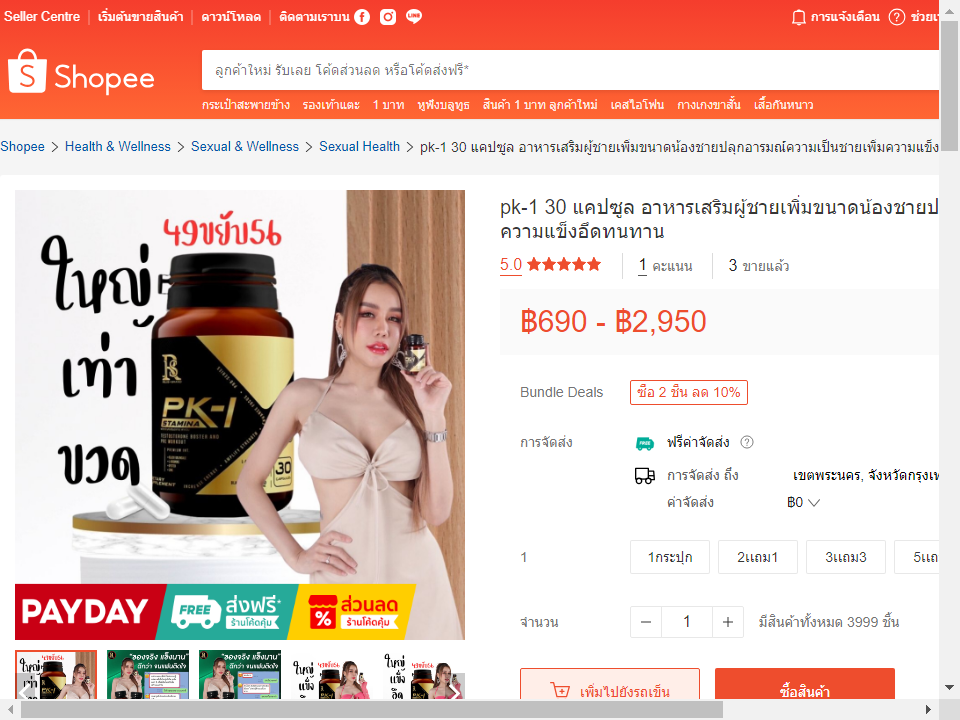 Seller Centre เริ่มต้นขายสินค้า ดาวน์โหลด ติดตามเราบน LINE การแจ้งเตือน ? ช่วยเ
Shopee
ลูกค้าใหม่ รับเลย โค้ดส่วนลด หรือโค้ดส่งฟรี*
กระเป๋าสะพายข้าง รองเท้าแตะ 1 บาท หูฟังบลูทูธ สินค้า 1 บาท ลูกค้าใหม่ เคสไอโฟน กางเกงขาสั้น เสื้อกันหนาว
Shopee > Health & Wellness > Sexual & Wellness > Sexual Health > pk-1 30 แคปซูล อาหารเสริมผู้ชายเพิ่มขนาดน้องชายปลุกอารมณ์ความเป็นชายเพิ่มความแข็ง
49ขยับ56
ใหญ่
เท่า
ขวด
RS
PK-1
STAMINA
30
PAYDAY
FREE ส่งฟรี*
ร้านโค้ดคุ้ม
% ส่วนลด
ร้านโค้ดคุ้ม
pk-1 30 แคปซูล อาหารเสริมผู้ชายเพิ่มขนาดน้องชายป
ความแข็งอึดทนทาน
5.0 1 คะแนน 3 ขายแล้ว
฿690 - ฿2,950
Bundle Deals ซื้อ 2 ชิ้น ลด 10%
การจัดส่ง FREE ฟรีค่าจัดส่ง ?
การจัดส่ง ถึง เขตพระนคร, จังหวัดกรุงเท
ค่าจัดส่ง ฿0
1 1กระปุก 2แถม1 3แถม3 5แถ
จำนวน − 1 + มีสินค้าทั้งหมด 3999 ชิ้น
เพิ่มไปยังรถเข็น ซื้อสินค้า